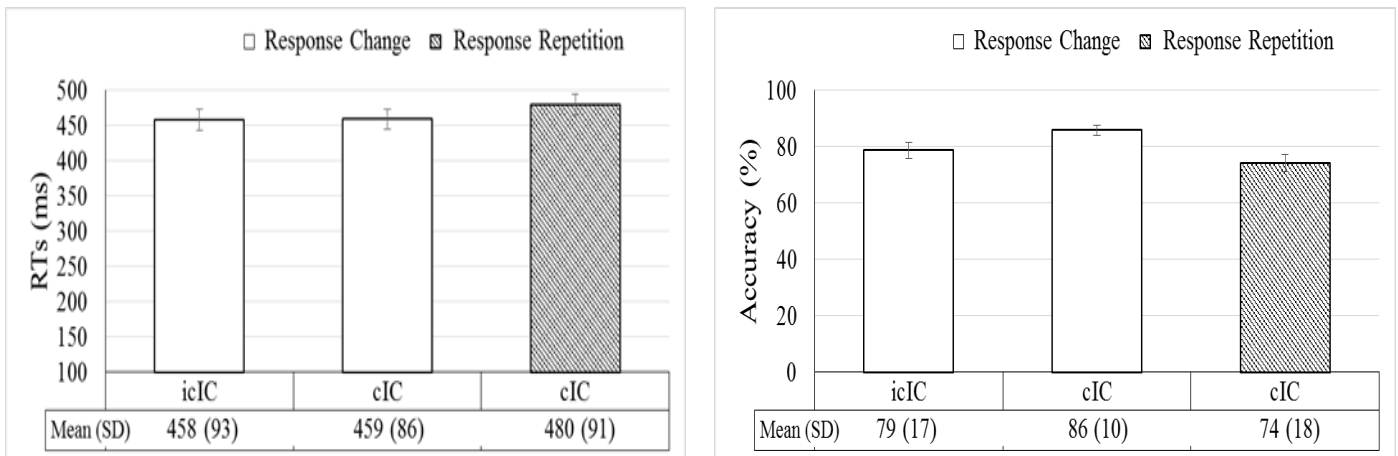 Response Change Response Repetition
RTs (ms)
500
450
400
350
300
250
200
150
100
icIC cIC cIC
Mean (SD) 458 (93) 459 (86) 480 (91)
Response Change Response Repetition
Accuracy (%)
100
80
60
40
20
0
icIC cIC cIC
Mean (SD) 79 (17) 86 (10) 74 (18)